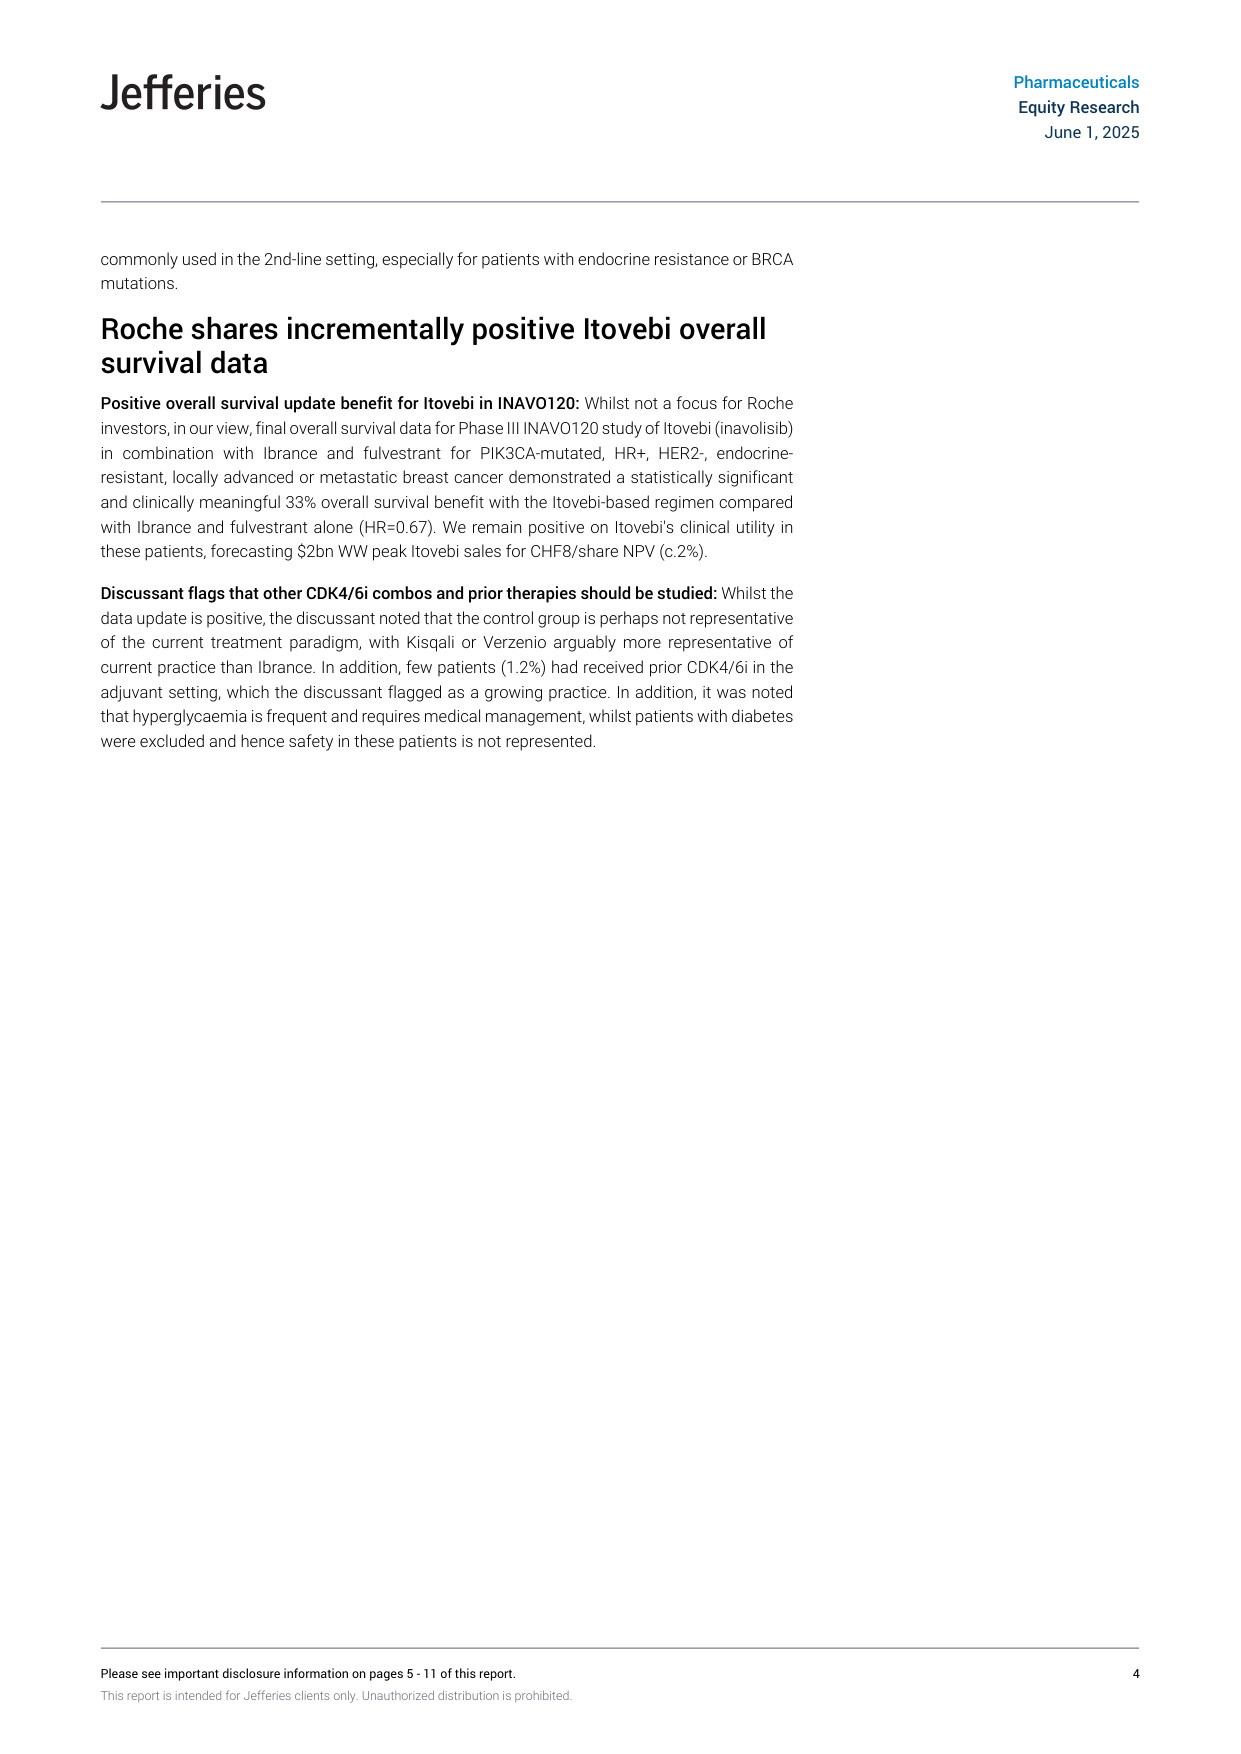 Jefferies
Pharmaceuticals
Equity Research
June 1, 2025
commonly used in the 2nd-line setting, especially for patients with endocrine resistance or BRCA
mutations.
Roche shares incrementally positive Itovebi overall
survival data
Positive overall survival update benefit for Itovebi in INAVO120: Whilst not a focus for Roche
investors, in our view, final overall survival data for Phase III INAVO120 study of Itovebi (inavolisib)
in combination with Ibrance and fulvestrant for PIK3CA-mutated, HR+, HER2-, endocrine-
resistant, locally advanced or metastatic breast cancer demonstrated a statistically significant
and clinically meaningful 33% overall survival benefit with the Itovebi-based regimen compared
with Ibrance and fulvestrant alone (HR=0.67). We remain positive on Itovebi's clinical utility in
these patients, forecasting $2bn WW peak Itovebi sales for CHF8/share NPV (c.2%).
Discussant flags that other CDK4/6i combos and prior therapies should be studied: Whilst the
data update is positive, the discussant noted that the control group is perhaps not representative
of the current treatment paradigm, with Kisqali or Verzenio arguably more representative of
current practice than Ibrance. In addition, few patients (1.2%) had received prior CDK4/6i in the
adjuvant setting, which the discussant flagged as a growing practice. In addition, it was noted
that hyperglycaemia is frequent and requires medical management, whilst patients with diabetes
were excluded and hence safety in these patients is not represented.
Please see important disclosure information on pages 5 - 11 of this report.
4
This report is intended for Jefferies clients only. Unauthorized distribution is prohibited.